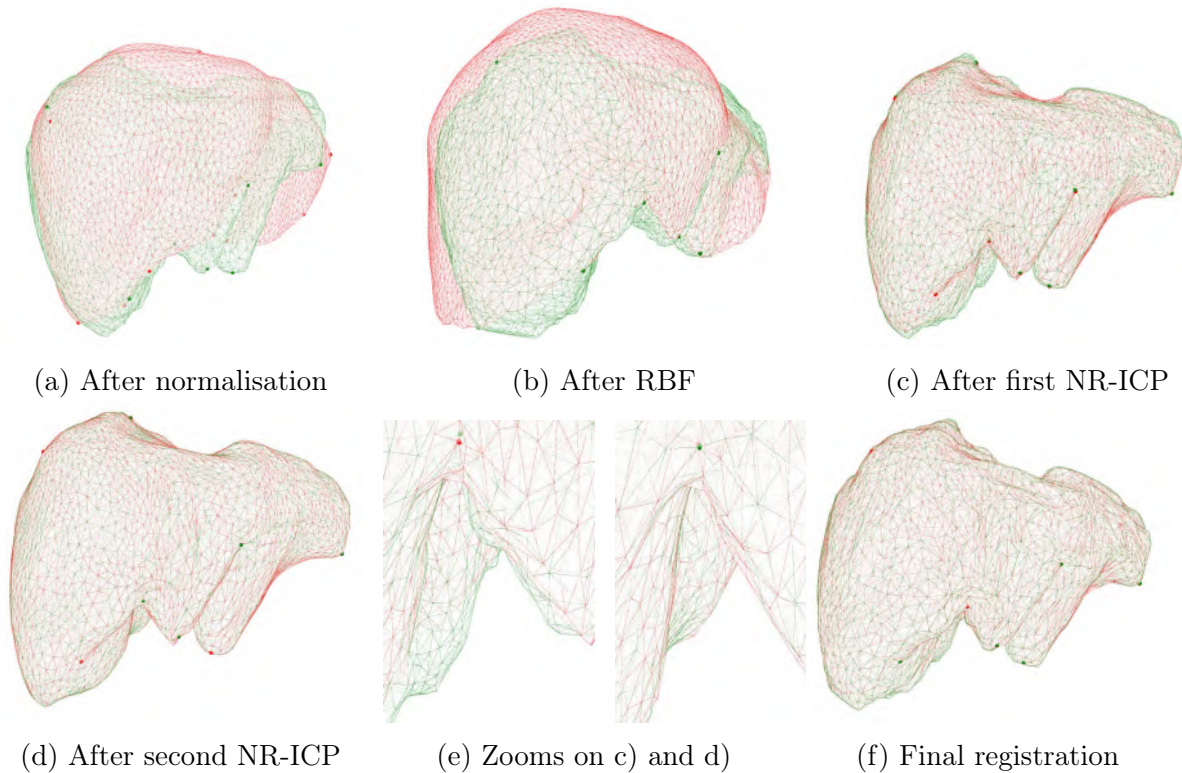 (a) After normalisation
(b) After RBF
(c) After first NR-ICP
(d) After second NR-ICP
(e) Zooms on c) and d)
(f) Final registration